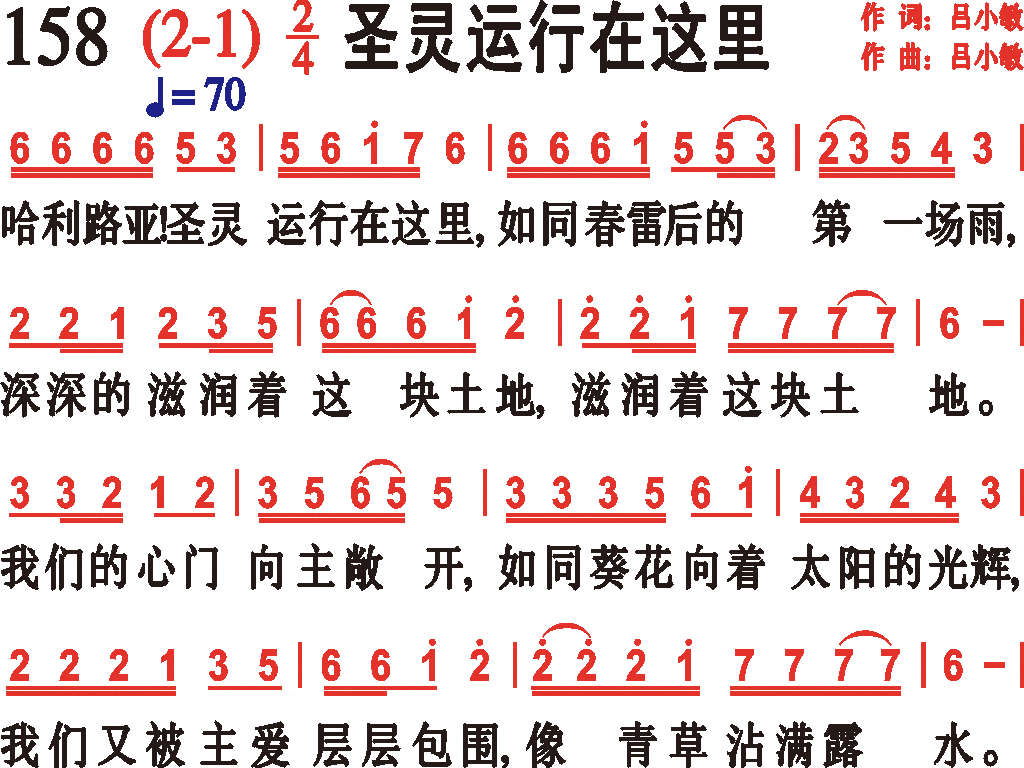 158 (2-1) 2/4 圣灵运行在这里 作 词：吕小敏
♩=70 作 曲：吕小敏
6 6 6 6 5 3 | 5 6 i 7 6 | 6 6 6 i 5 5 3 | 2 3 5 4 3 |
哈利路亚!圣灵 运行在这里,如同春雷后的 第 一场雨,
2 2 1 2 3 5 | 6 6 6 i 2̇ | 2̇ 2̇ i 7 7 7 7 | 6 - |
深深的 滋润着 这 块土地, 滋润着这块土 地。
3 3 2 1 2 | 3 5 6 5 5 | 3 3 3 5 6 i | 4 3 2 4 3 |
我们的心门 向主敞 开, 如同葵花向着 太阳的光辉,
2 2 2 1 3 5 | 6 6 i 2̇ | 2̇ 2̇ 2̇ i 7 7 7 7 | 6 - |
我们又被主爱 层层包围,像 青草沾满露 水。